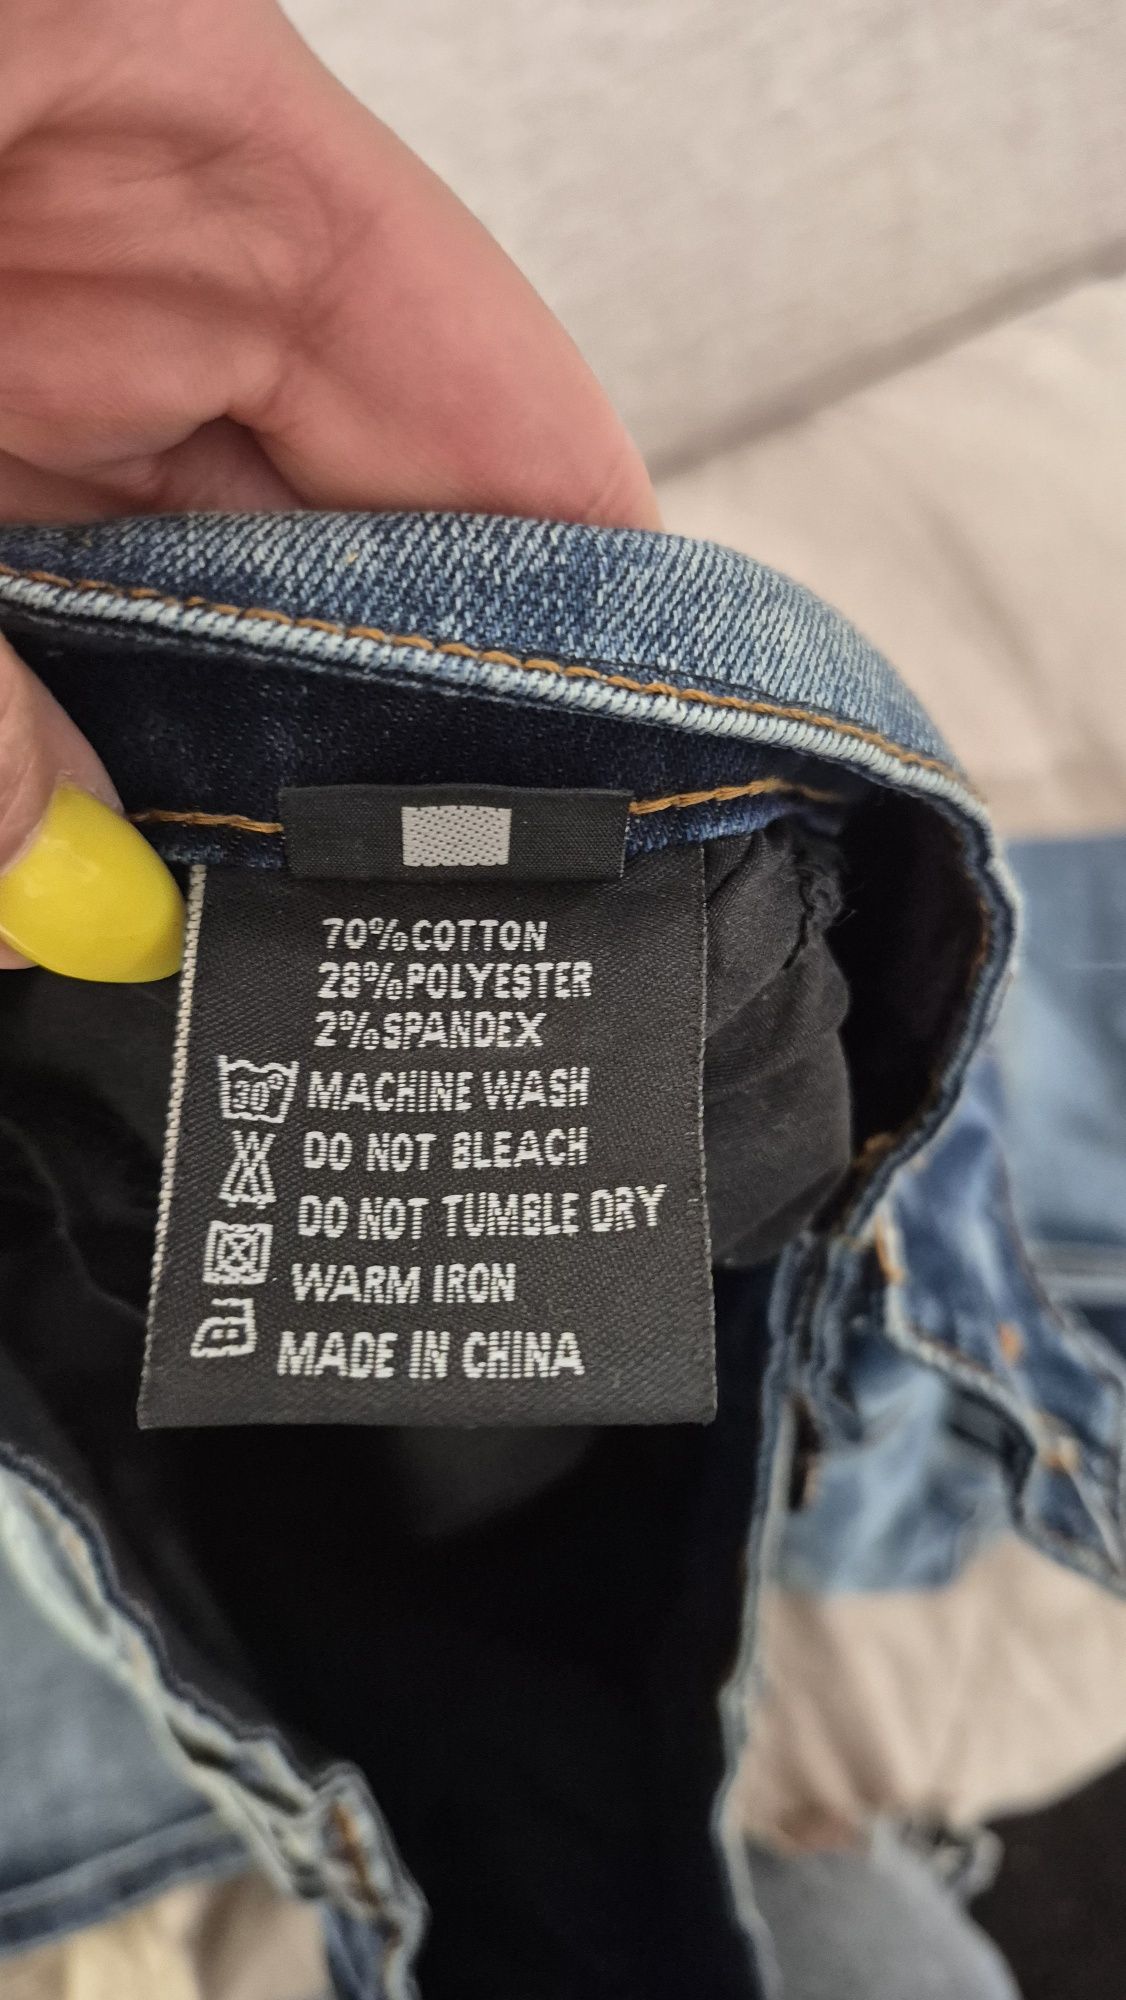 70%COTTON
28%POLYESTER
2%SPANDEX
30° MACHINE WASH
DO NOT BLEACH
DO NOT TUMBLE DRY
WARM IRON
MADE IN CHINA